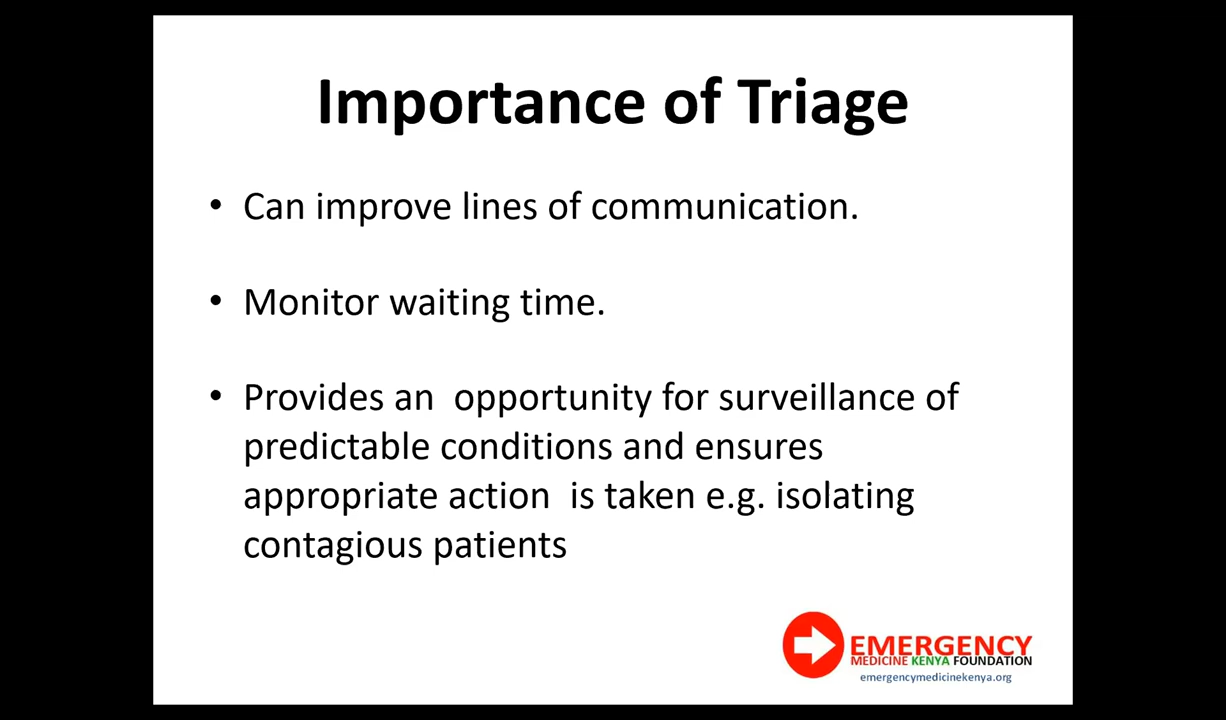 Importance of Triage
• Can improve lines of communication.
• Monitor waiting time.
• Provides an  opportunity for surveillance of
predictable conditions and ensures
appropriate action  is taken e.g. isolating
contagious patients
EMERGENCY
MEDICINE KENYA FOUNDATION
emergencymedicinekenya.org